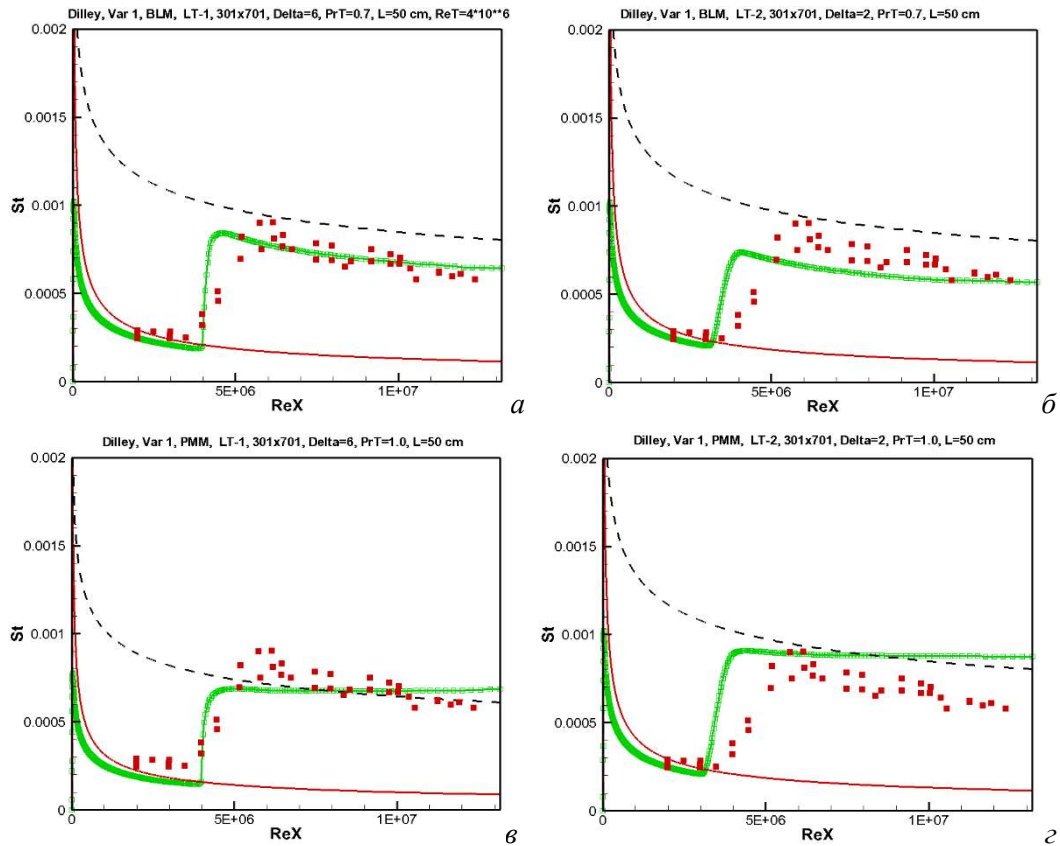 Dilley, Var 1, BLM, LT-1, 301x701, Delta=6, PrT=0.7, L=50 cm, ReT=4*10**6
0.002
0.0015
0.001
0.0005
0
St
0
5E+06
1E+07
ReX
а
Dilley, Var 1, BLM, LT-2, 301x701, Delta=2, PrT=0.7, L=50 cm
0.002
0.0015
0.001
0.0005
0
St
0
5E+06
1E+07
ReX
б
Dilley, Var 1, PMM, LT-1, 301x701, Delta=6, PrT=1.0, L=50 cm
0.002
0.0015
0.001
0.0005
0
St
0
5E+06
1E+07
ReX
в
Dilley, Var 1, PMM, LT-2, 301x701, Delta=2, PrT=1.0, L=50 cm
0.002
0.0015
0.001
0.0005
0
St
0
5E+06
1E+07
ReX
г